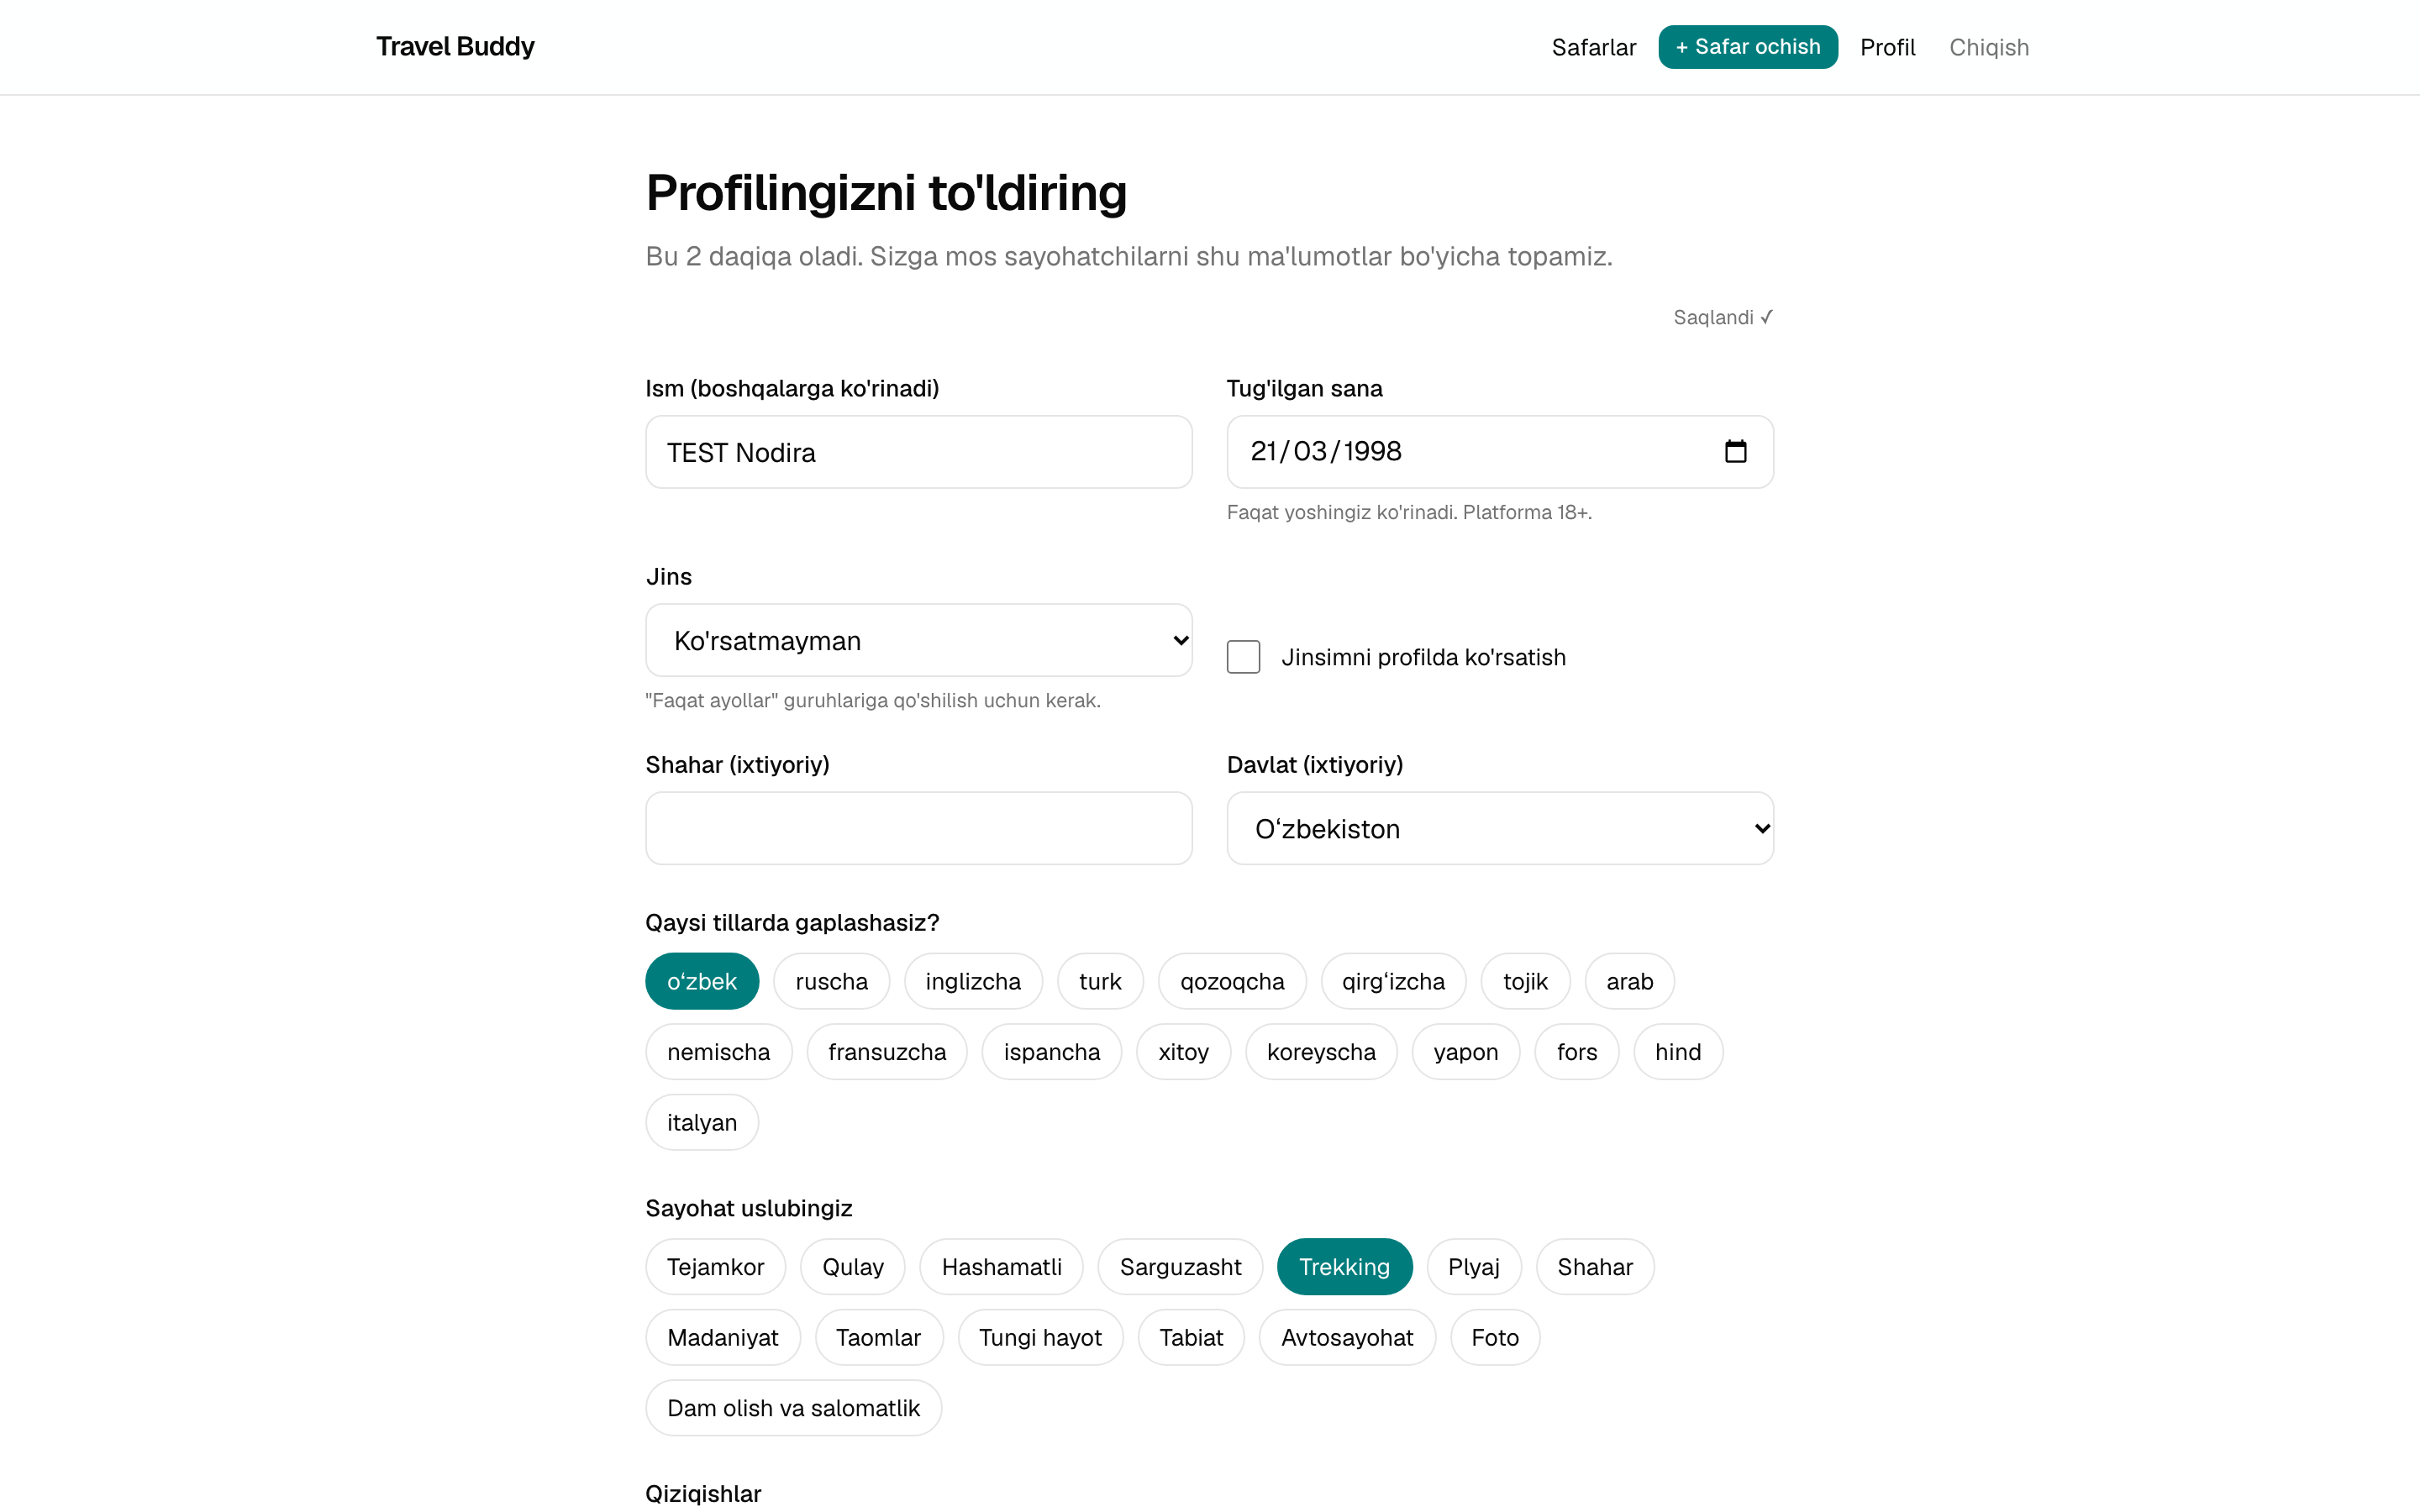 Travel Buddy
Safarlar
+ Safar ochish
Profil
Chiqish
Profilingizni to'ldiring
Bu 2 daqiqa oladi. Sizga mos sayohatchilarni shu ma'lumotlar bo'yicha topamiz.
Saqlandi ✓
Ism (boshqalarga ko'rinadi)
TEST Nodira
Tug'ilgan sana
21/03/1998
Faqat yoshingiz ko'rinadi. Platforma 18+.
Jins
Ko'rsatmayman
Jinsimni profilda ko'rsatish
"Faqat ayollar" guruhlariga qo'shilish uchun kerak.
Shahar (ixtiyoriy)
Davlat (ixtiyoriy)
Oʻzbekiston
Qaysi tillarda gaplashasiz?
oʻzbek ruscha inglizcha turk qozoqcha qirgʻizcha tojik arab
nemischa fransuzcha ispancha xitoy koreyscha yapon fors hind
italyan
Sayohat uslubingiz
Tejamkor Qulay Hashamatli Sarguzasht Trekking Plyaj Shahar
Madaniyat Taomlar Tungi hayot Tabiat Avtosayohat Foto
Dam olish va salomatlik
Qiziqishlar